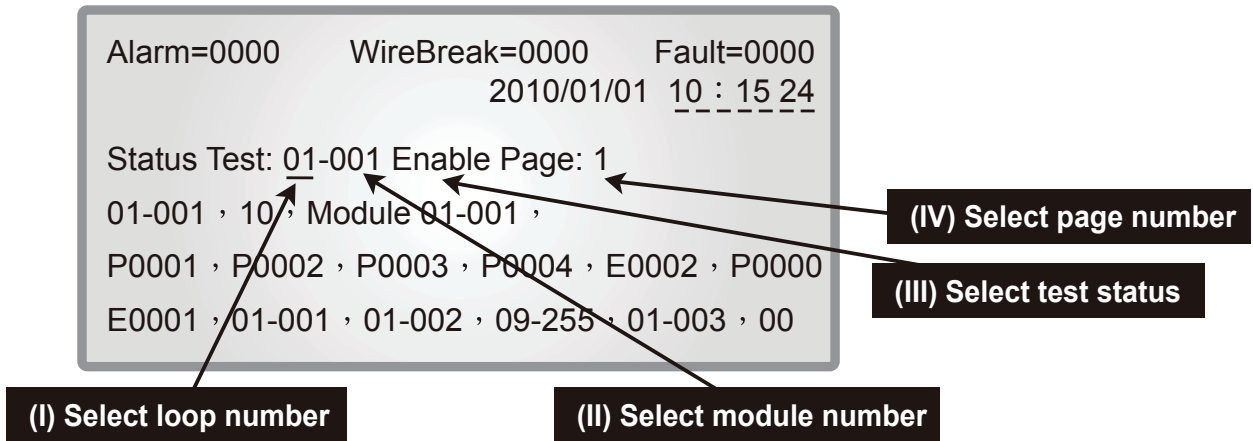 Alarm=0000 WireBreak=0000 Fault=0000
2010/01/01 10：15 24
Status Test: 01-001 Enable Page: 1
01-001，10，Module 01-001，
P0001，P0002，P0003，P0004，E0002，P0000
E0001，01-001，01-002，09-255，01-003，00
(IV) Select page number
(III) Select test status
(I) Select loop number
(II) Select module number